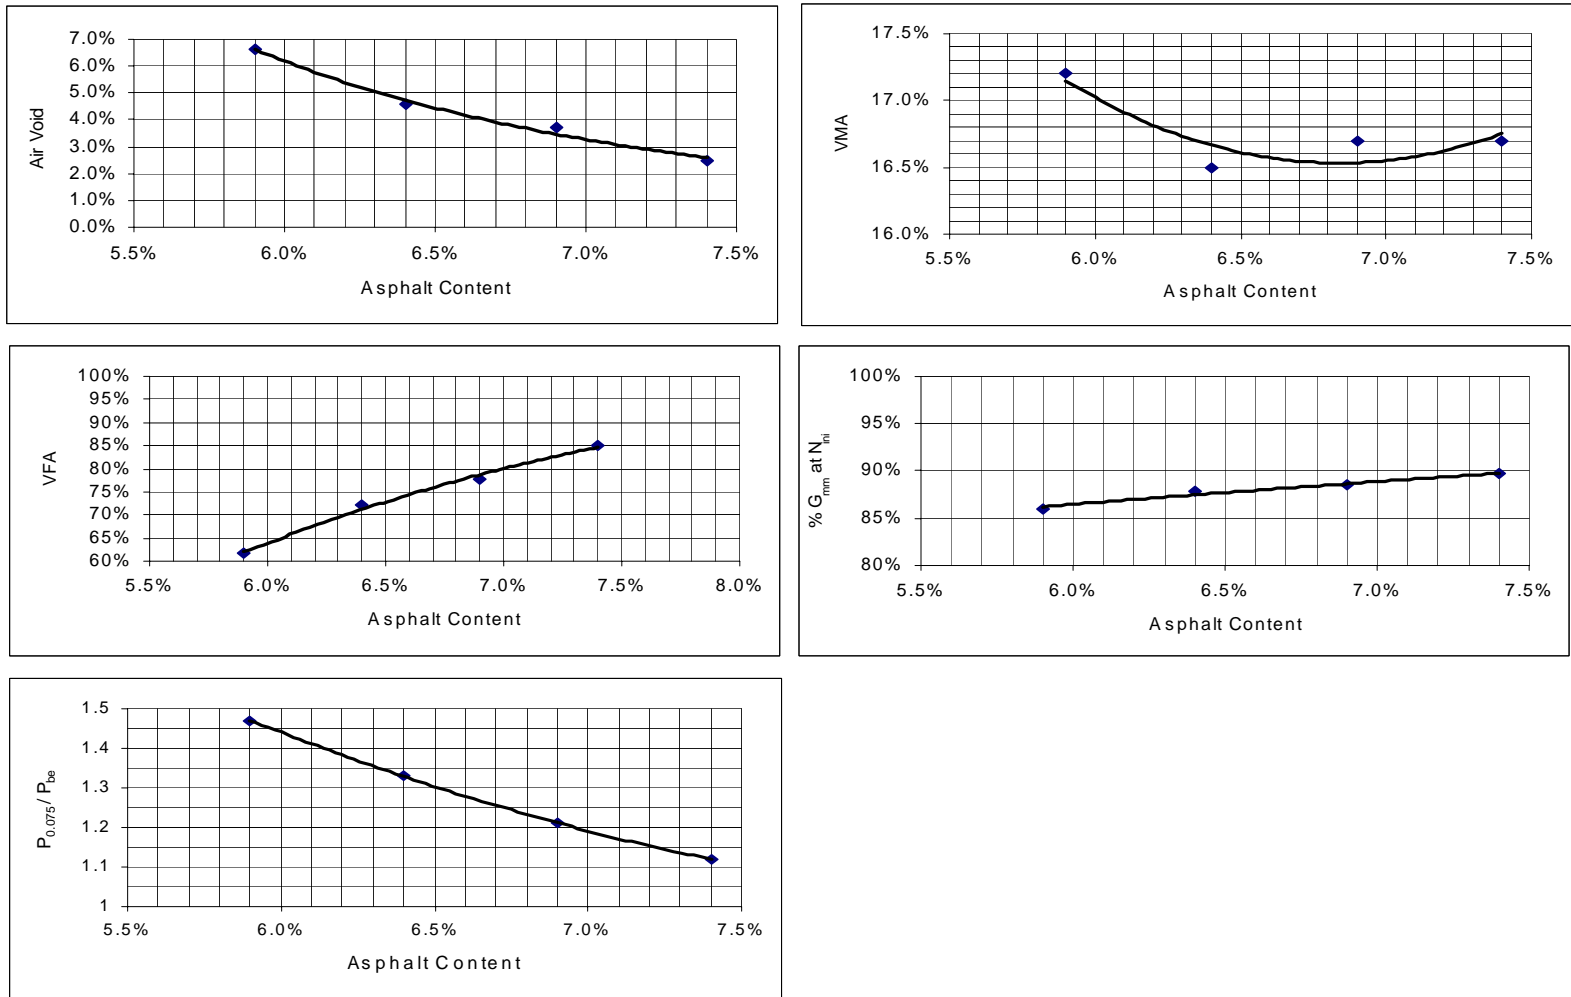 7.0%
6.0%
5.0%
4.0%
3.0%
2.0%
1.0%
0.0%
Air Void
5.5% 6.0% 6.5% 7.0% 7.5%
Asphalt Content
17.5%
17.0%
16.5%
16.0%
VMA
5.5% 6.0% 6.5% 7.0% 7.5%
Asphalt Content
100%
95%
90%
85%
80%
75%
70%
65%
60%
VFA
5.5% 6.0% 6.5% 7.0% 7.5% 8.0%
Asphalt Content
100%
95%
90%
85%
80%
% Gmm at Nini
5.5% 6.0% 6.5% 7.0% 7.5%
Asphalt Content
1.5
1.4
1.3
1.2
1.1
1
P0.075 / Pbe
5.5% 6.0% 6.5% 7.0% 7.5%
Asphalt Content